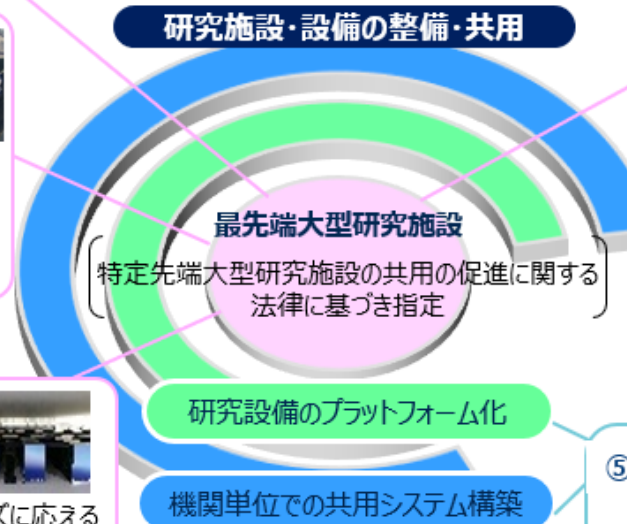 研究施設・設備の整備・共用
最先端大型研究施設
特定先端大型研究施設の共用の促進に関する
法律に基づき指定
研究設備のプラットフォーム化
⑤
機関単位での共用システム構築
ズに応える